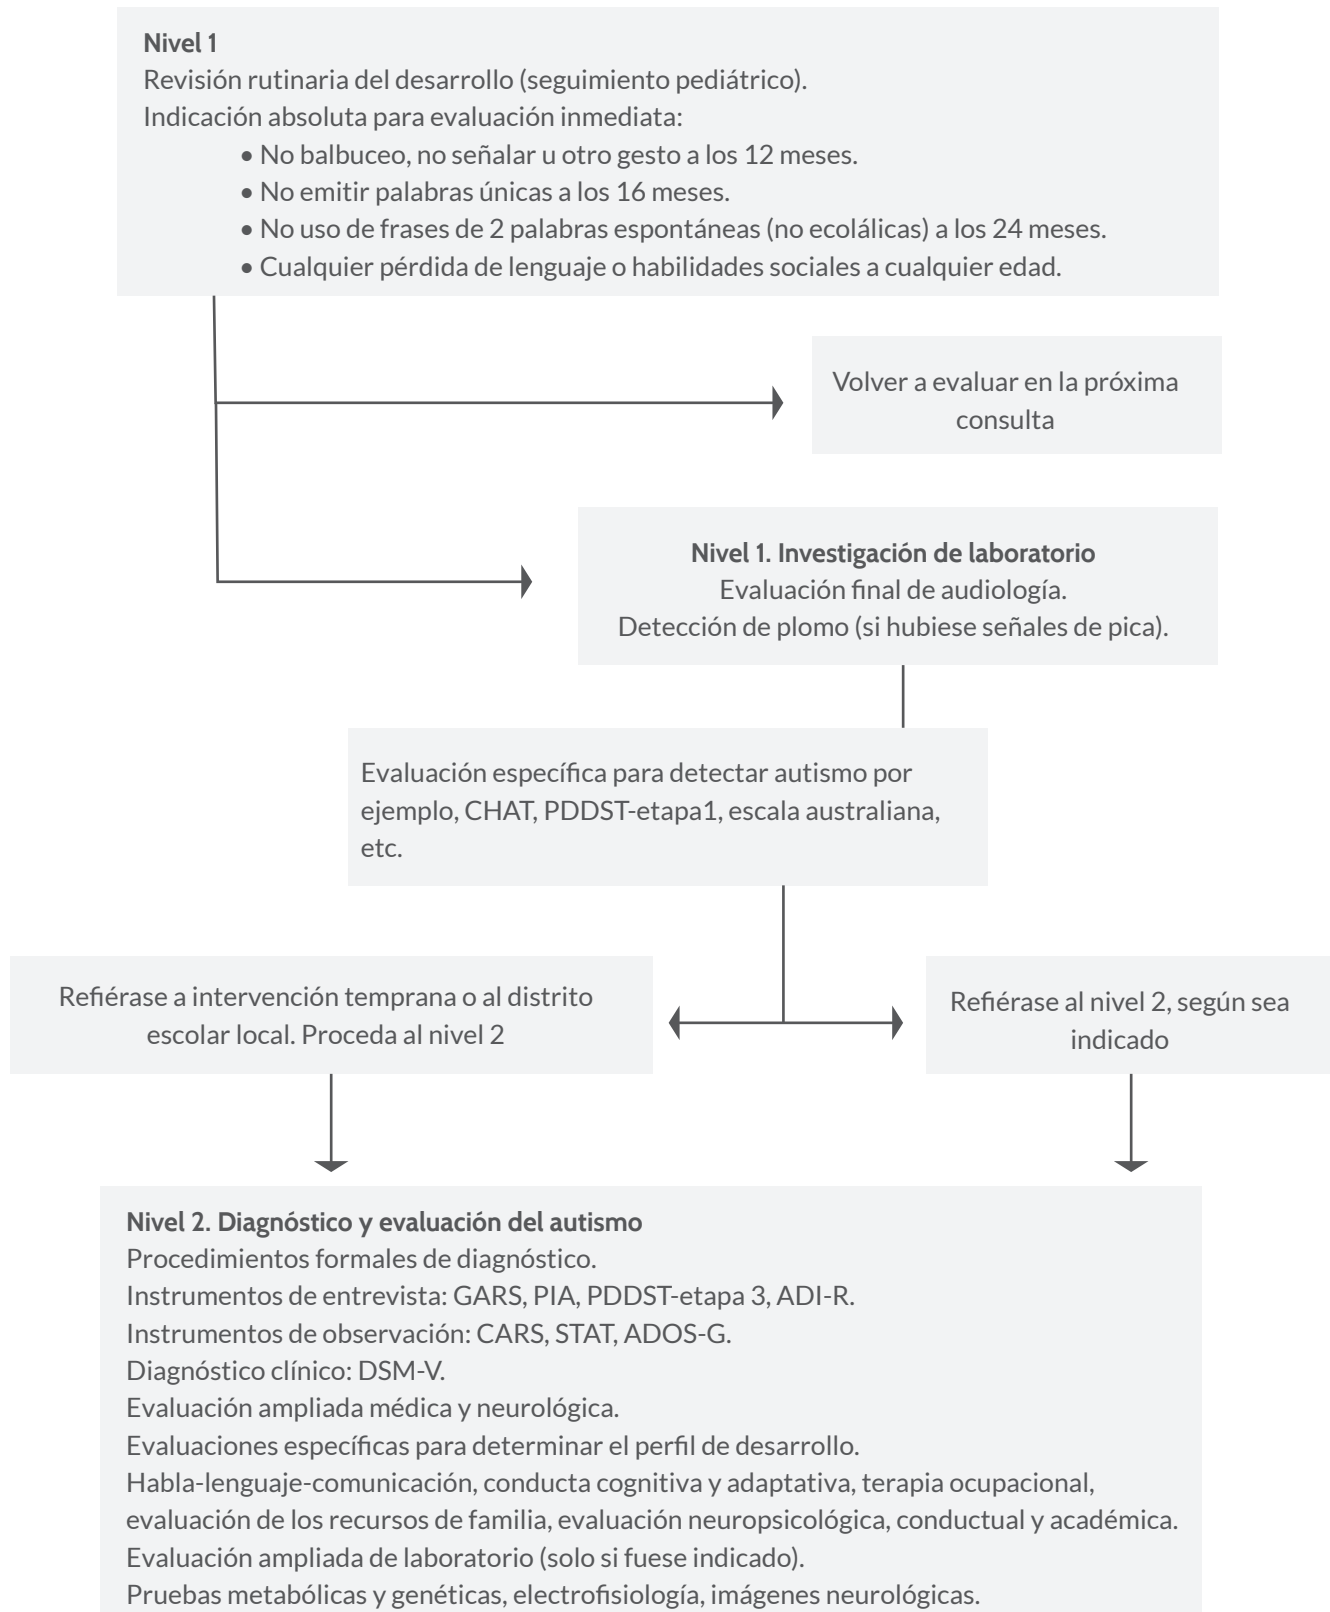 Nivel 1
Revisión rutinaria del desarrollo (seguimiento pediátrico).
Indicación absoluta para evaluación inmediata:
• No balbuceo, no señalar u otro gesto a los 12 meses.
• No emitir palabras únicas a los 16 meses.
• No uso de frases de 2 palabras espontáneas (no ecolálicas) a los 24 meses.
• Cualquier pérdida de lenguaje o habilidades sociales a cualquier edad.
Volver a evaluar en la próxima
consulta
Nivel 1. Investigación de laboratorio
Evaluación final de audiología.
Detección de plomo (si hubiese señales de pica).
Evaluación específica para detectar autismo por
ejemplo, CHAT, PDDST-etapa1, escala australiana,
etc.
Refiérase a intervención temprana o al distrito
escolar local. Proceda al nivel 2
Refiérase al nivel 2, según sea
indicado
Nivel 2. Diagnóstico y evaluación del autismo
Procedimientos formales de diagnóstico.
Instrumentos de entrevista: GARS, PIA, PDDST-etapa 3, ADI-R.
Instrumentos de observación: CARS, STAT, ADOS-G.
Diagnóstico clínico: DSM-V.
Evaluación ampliada médica y neurológica.
Evaluaciones específicas para determinar el perfil de desarrollo.
Habla-lenguaje-comunicación, conducta cognitiva y adaptativa, terapia ocupacional,
evaluación de los recursos de familia, evaluación neuropsicológica, conductual y académica.
Evaluación ampliada de laboratorio (solo si fuese indicado).
Pruebas metabólicas y genéticas, electrofisiología, imágenes neurológicas.